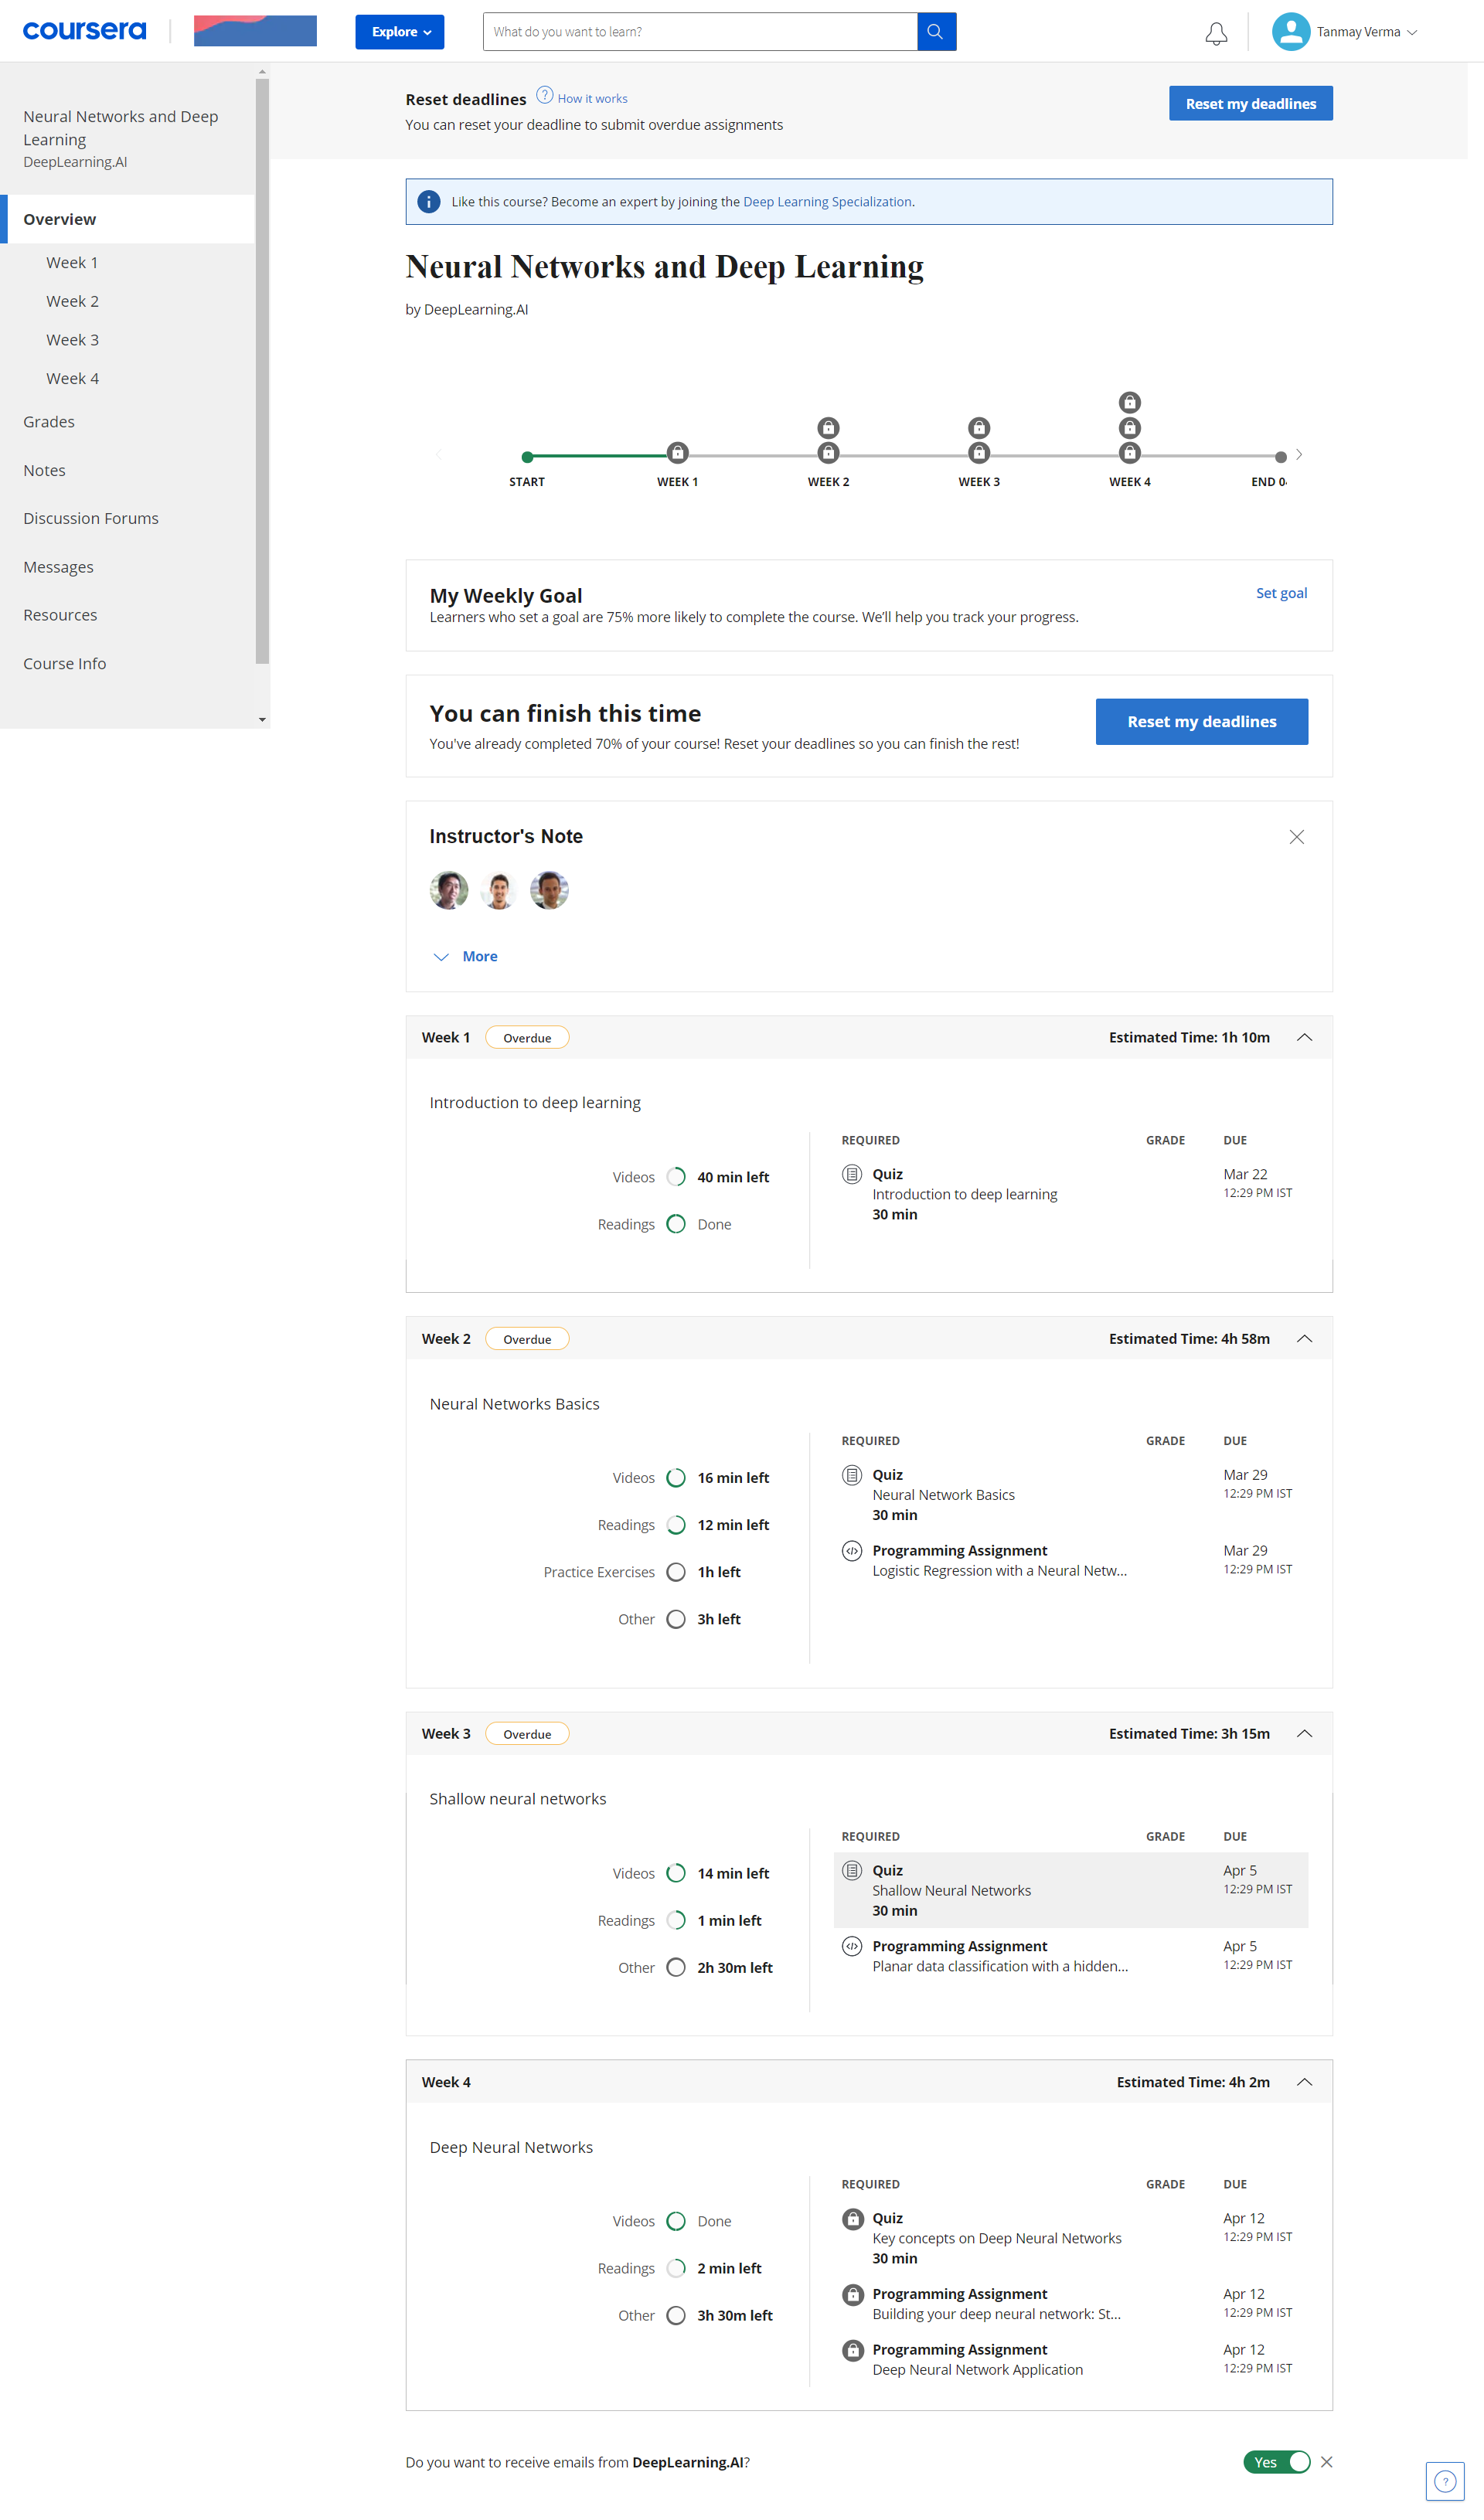 coursera
Explore
What do you want to learn?
Tanmay Verma
Neural Networks and Deep
Learning
DeepLearning.AI
Overview
Week 1
Week 2
Week 3
Week 4
Grades
Notes
Discussion Forums
Messages
Resources
Course Info
Reset deadlines ? How it works
You can reset your deadline to submit overdue assignments
Reset my deadlines
Like this course? Become an expert by joining the Deep Learning Specialization.
Neural Networks and Deep Learning
by DeepLearning.AI
START WEEK 1 WEEK 2 WEEK 3 WEEK 4 END
My Weekly Goal
Set goal
Learners who set a goal are 75% more likely to complete the course. We'll help you track your progress.
You can finish this time
You've already completed 70% of your course! Reset your deadlines so you can finish the rest!
Reset my deadlines
Instructor's Note
More
Week 1 Overdue Estimated Time: 1h 10m
Introduction to deep learning
Videos 40 min left
Readings Done
REQUIRED GRADE DUE
Quiz Mar 22
Introduction to deep learning 12:29 PM IST
30 min
Week 2 Overdue Estimated Time: 4h 58m
Neural Networks Basics
Videos 16 min left
Readings 12 min left
Practice Exercises 1h left
Other 3h left
REQUIRED GRADE DUE
Quiz Mar 29
Neural Network Basics 12:29 PM IST
30 min
Programming Assignment Mar 29
Logistic Regression with a Neural Netw... 12:29 PM IST
Week 3 Overdue Estimated Time: 3h 15m
Shallow neural networks
Videos 14 min left
Readings 1 min left
Other 2h 30m left
REQUIRED GRADE DUE
Quiz Apr 5
Shallow Neural Networks 12:29 PM IST
30 min
Programming Assignment Apr 5
Planar data classification with a hidden... 12:29 PM IST
Week 4 Estimated Time: 4h 2m
Deep Neural Networks
Videos Done
Readings 2 min left
Other 3h 30m left
REQUIRED GRADE DUE
Quiz Apr 12
Key concepts on Deep Neural Networks 12:29 PM IST
30 min
Programming Assignment Apr 12
Building your deep neural network: St... 12:29 PM IST
Programming Assignment Apr 12
Deep Neural Network Application 12:29 PM IST
Do you want to receive emails from DeepLearning.AI?
Yes
?